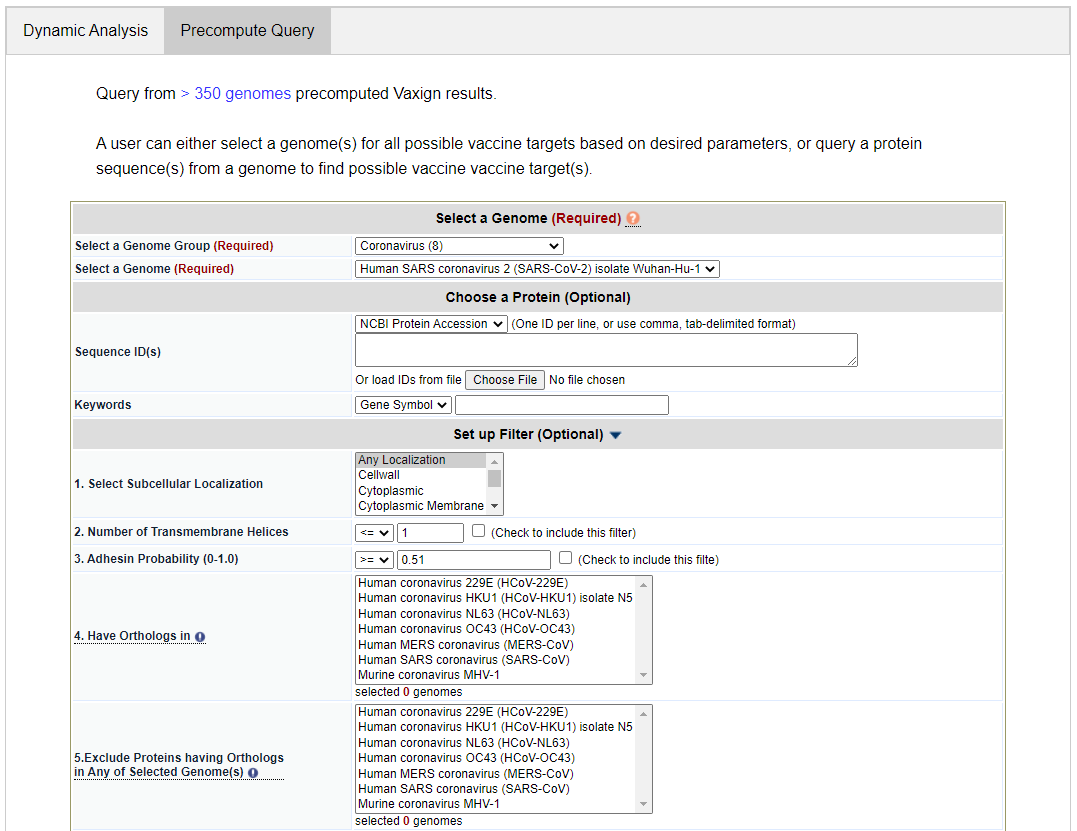 Dynamic Analysis
Precompute Query
Query from > 350 genomes precomputed Vaxign results.
A user can either select a genome(s) for all possible vaccine targets based on desired parameters, or query a protein
sequence(s) from a genome to find possible vaccine vaccine target(s).
Select a Genome (Required) ?
Select a Genome Group (Required)
Coronavirus (8)
Select a Genome (Required)
Human SARS coronavirus 2 (SARS-CoV-2) isolate Wuhan-Hu-1
Choose a Protein (Optional)
Sequence ID(s)
NCBI Protein Accession (One ID per line, or use comma, tab-delimited format)
Or load IDs from file Choose File No file chosen
Keywords
Gene Symbol
Set up Filter (Optional)
1. Select Subcellular Localization
Any Localization
Cellwall
Cytoplasmic
Cytoplasmic Membrane
2. Number of Transmembrane Helices
<= 1 (Check to include this filter)
3. Adhesin Probability (0-1.0)
>= 0.51 (Check to include this filte)
4. Have Orthologs in
Human coronavirus 229E (HCoV-229E)
Human coronavirus HKU1 (HCoV-HKU1) isolate N5
Human coronavirus NL63 (HCoV-NL63)
Human coronavirus OC43 (HCoV-OC43)
Human MERS coronavirus (MERS-CoV)
Human SARS coronavirus (SARS-CoV)
Murine coronavirus MHV-1
selected 0 genomes
5.Exclude Proteins having Orthologs
in Any of Selected Genome(s)
Human coronavirus 229E (HCoV-229E)
Human coronavirus HKU1 (HCoV-HKU1) isolate N5
Human coronavirus NL63 (HCoV-NL63)
Human coronavirus OC43 (HCoV-OC43)
Human MERS coronavirus (MERS-CoV)
Human SARS coronavirus (SARS-CoV)
Murine coronavirus MHV-1
selected 0 genomes